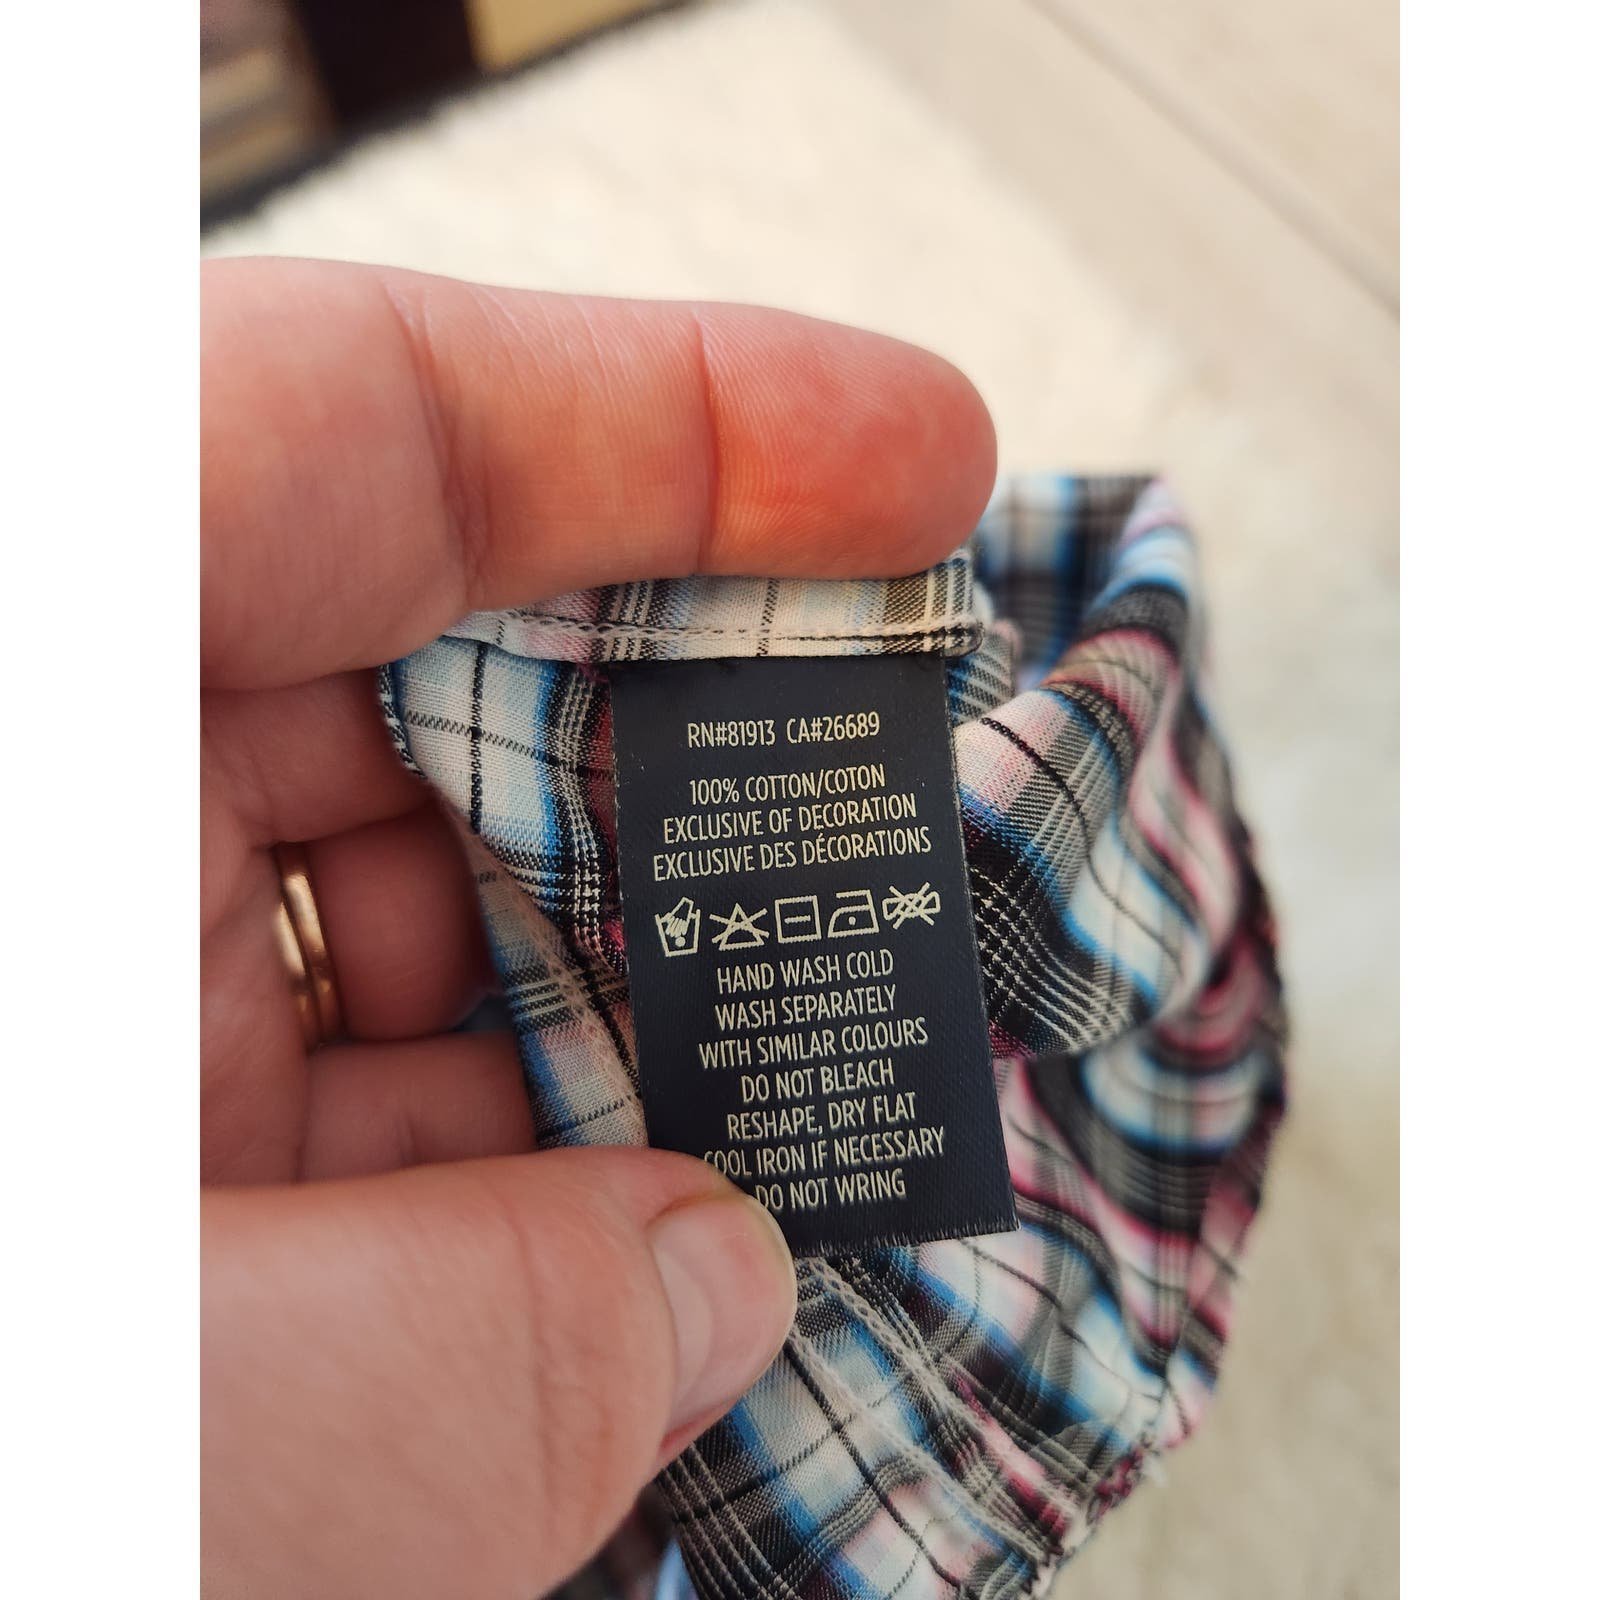 RN#81913 CA#26689
100% COTTON/COTON
EXCLUSIVE OF DECORATION
EXCLUSIVE DES DÉCORATIONS
HAND WASH COLD
WASH SEPARATELY
WITH SIMILAR COLOURS
DO NOT BLEACH
RESHAPE, DRY FLAT
COOL IRON IF NECESSARY
DO NOT WRING